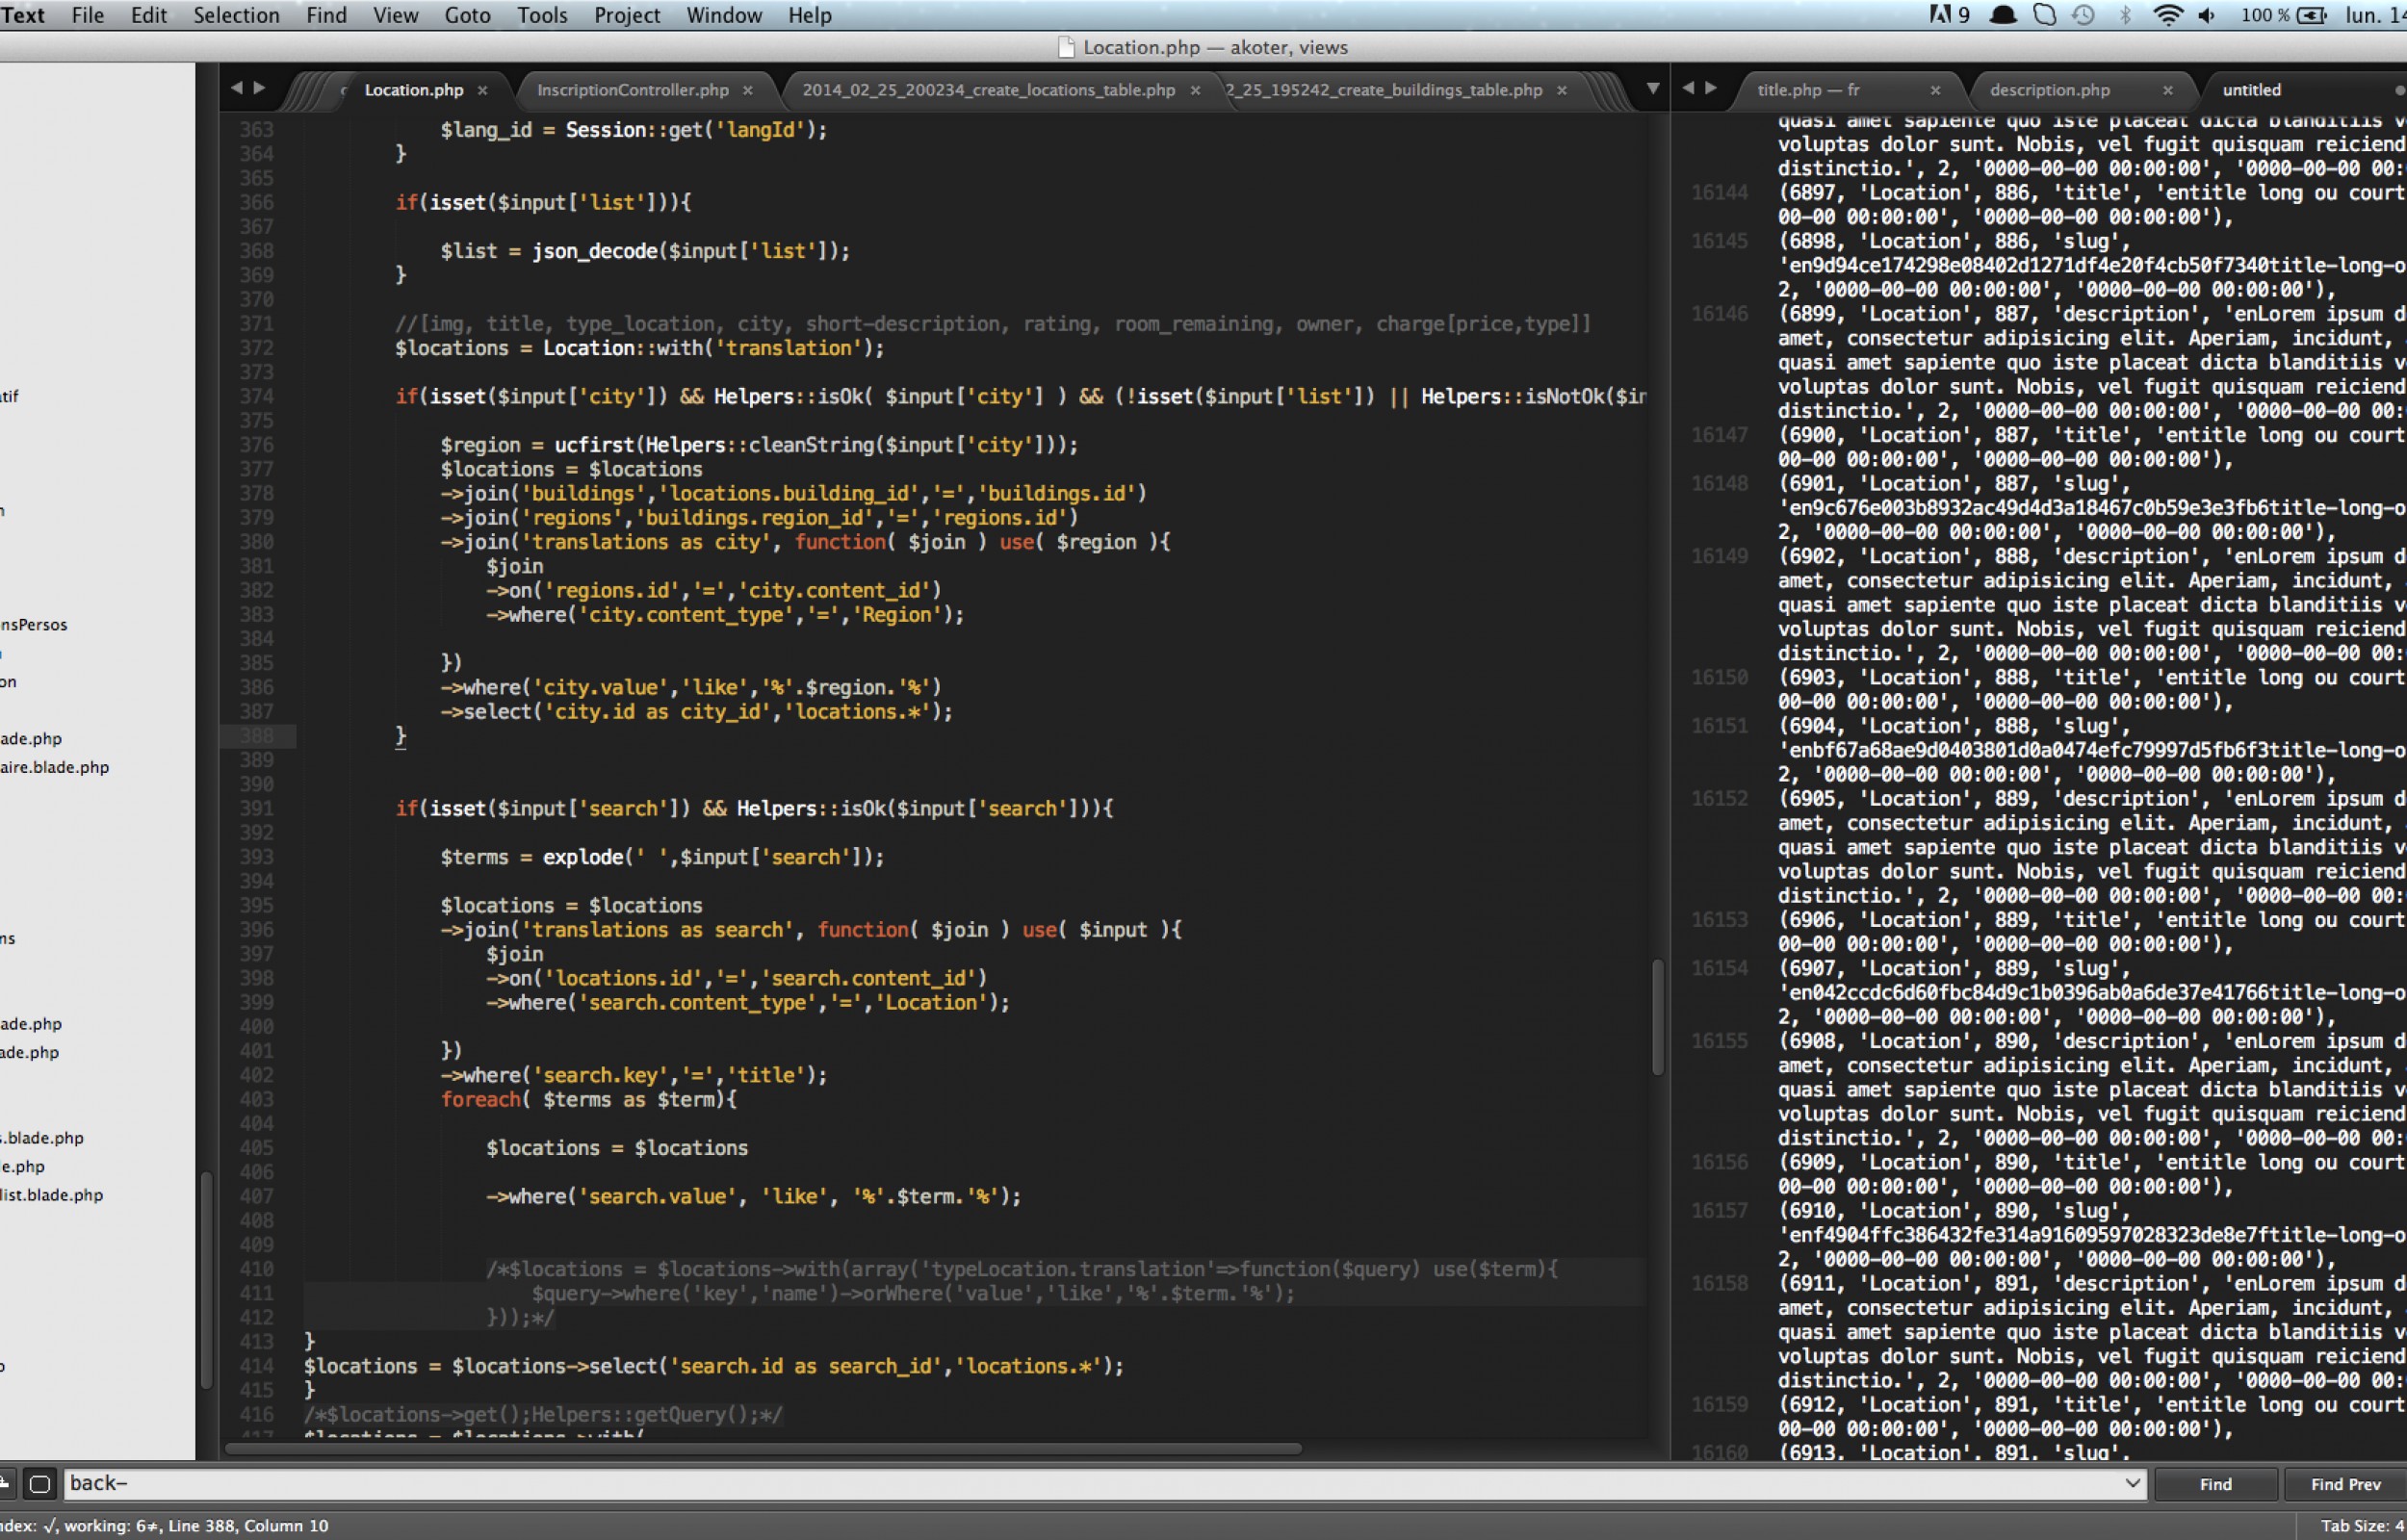 Text File Edit Selection Find View Goto Tools Project Window Help 9 100 % lun. 14
Location.php — akoter, views
Location.php × InscriptionController.php × 2014_02_25_200234_create_locations_table.php × 2_25_195242_create_buildings_table.php ×
title.php — fr × description.php × untitled
atif
nsPersos
on
ade.php
aire.blade.php
ns
ade.php
ade.php
s.blade.php
le.php
list.blade.php
363 $lang_id = Session::get('langId');
364 }
365
366 if(isset($input['list'])){
367
368 $list = json_decode($input['list']);
369 }
370
371 //[img, title, type_location, city, short-description, rating, room_remaining, owner, charge[price,type]]
372 $locations = Location::with('translation');
373
374 if(isset($input['city']) && Helpers::isOk( $input['city'] ) && (!isset($input['list']) || Helpers::isNotOk($in
375
376 $region = ucfirst(Helpers::cleanString($input['city']));
377 $locations = $locations
378 ->join('buildings','locations.building_id','=','buildings.id')
379 ->join('regions','buildings.region_id','=','regions.id')
380 ->join('translations as city', function( $join ) use( $region ){
381 $join
382 ->on('regions.id','=','city.content_id')
383 ->where('city.content_type','=','Region');
384
385 })
386 ->where('city.value','like','%'.$region.'%')
387 ->select('city.id as city_id','locations.*');
388 }
389
390
391 if(isset($input['search']) && Helpers::isOk($input['search'])){
392
393 $terms = explode(' ',$input['search']);
394
395 $locations = $locations
396 ->join('translations as search', function( $join ) use( $input ){
397 $join
398 ->on('locations.id','=','search.content_id')
399 ->where('search.content_type','=','Location');
400
401 })
402 ->where('search.key','=','title');
403 foreach( $terms as $term){
404
405 $locations = $locations
406
407 ->where('search.value', 'like', '%'.$term.'%');
408
409
410 /*$locations = $locations->with(array('typeLocation.translation'=>function($query) use($term){
411 $query->where('key','name')->orWhere('value','like','%'.$term.'%');
412 }));*/
413 }
414 $locations = $locations->select('search.id as search_id','locations.*');
415 }
416 /*$locations->get();Helpers::getQuery();*/
417 $locations = $locations->with(
quasi amet sapiente quo iste placeat dicta blanditiis v
voluptas dolor sunt. Nobis, vel fugit quisquam reiciend
distinctio.', 2, '0000-00-00 00:00:00', '0000-00-00 00:
16144 (6897, 'Location', 886, 'title', 'entitle long ou court
00-00 00:00:00', '0000-00-00 00:00:00'),
16145 (6898, 'Location', 886, 'slug',
'en9d94ce174298e08402d1271df4e20f4cb50f7340title-long-o
2, '0000-00-00 00:00:00', '0000-00-00 00:00:00'),
16146 (6899, 'Location', 887, 'description', 'enLorem ipsum d
amet, consectetur adipisicing elit. Aperiam, incidunt,
quasi amet sapiente quo iste placeat dicta blanditiis v
voluptas dolor sunt. Nobis, vel fugit quisquam reiciend
distinctio.', 2, '0000-00-00 00:00:00', '0000-00-00 00:
16147 (6900, 'Location', 887, 'title', 'entitle long ou court
00-00 00:00:00', '0000-00-00 00:00:00'),
16148 (6901, 'Location', 887, 'slug',
'en9c676e003b8932ac49d4d3a18467c0b59e3e3fb6title-long-o
2, '0000-00-00 00:00:00', '0000-00-00 00:00:00'),
16149 (6902, 'Location', 888, 'description', 'enLorem ipsum d
amet, consectetur adipisicing elit. Aperiam, incidunt,
quasi amet sapiente quo iste placeat dicta blanditiis v
voluptas dolor sunt. Nobis, vel fugit quisquam reiciend
distinctio.', 2, '0000-00-00 00:00:00', '0000-00-00 00:
16150 (6903, 'Location', 888, 'title', 'entitle long ou court
00-00 00:00:00', '0000-00-00 00:00:00'),
16151 (6904, 'Location', 888, 'slug',
'enbf67a68ae9d0403801d0a0474efc79997d5fb6f3title-long-o
2, '0000-00-00 00:00:00', '0000-00-00 00:00:00'),
16152 (6905, 'Location', 889, 'description', 'enLorem ipsum d
amet, consectetur adipisicing elit. Aperiam, incidunt,
quasi amet sapiente quo iste placeat dicta blanditiis v
voluptas dolor sunt. Nobis, vel fugit quisquam reiciend
distinctio.', 2, '0000-00-00 00:00:00', '0000-00-00 00:
16153 (6906, 'Location', 889, 'title', 'entitle long ou court
00-00 00:00:00', '0000-00-00 00:00:00'),
16154 (6907, 'Location', 889, 'slug',
'en042ccdc6d60fbc84d9c1b0396ab0a6de37e41766title-long-o
2, '0000-00-00 00:00:00', '0000-00-00 00:00:00'),
16155 (6908, 'Location', 890, 'description', 'enLorem ipsum d
amet, consectetur adipisicing elit. Aperiam, incidunt,
quasi amet sapiente quo iste placeat dicta blanditiis v
voluptas dolor sunt. Nobis, vel fugit quisquam reiciend
distinctio.', 2, '0000-00-00 00:00:00', '0000-00-00 00:
16156 (6909, 'Location', 890, 'title', 'entitle long ou court
00-00 00:00:00', '0000-00-00 00:00:00'),
16157 (6910, 'Location', 890, 'slug',
'enf4904ffc386432fe314a91609597028323de8e7ftitle-long-o
2, '0000-00-00 00:00:00', '0000-00-00 00:00:00'),
16158 (6911, 'Location', 891, 'description', 'enLorem ipsum d
amet, consectetur adipisicing elit. Aperiam, incidunt,
quasi amet sapiente quo iste placeat dicta blanditiis v
voluptas dolor sunt. Nobis, vel fugit quisquam reiciend
distinctio.', 2, '0000-00-00 00:00:00', '0000-00-00 00:
16159 (6912, 'Location', 891, 'title', 'entitle long ou court
00-00 00:00:00', '0000-00-00 00:00:00'),
16160 (6913, 'Location', 891, 'slug',
back- Find Find Prev
ndex: √, working: 6≠, Line 388, Column 10 Tab Size: 4